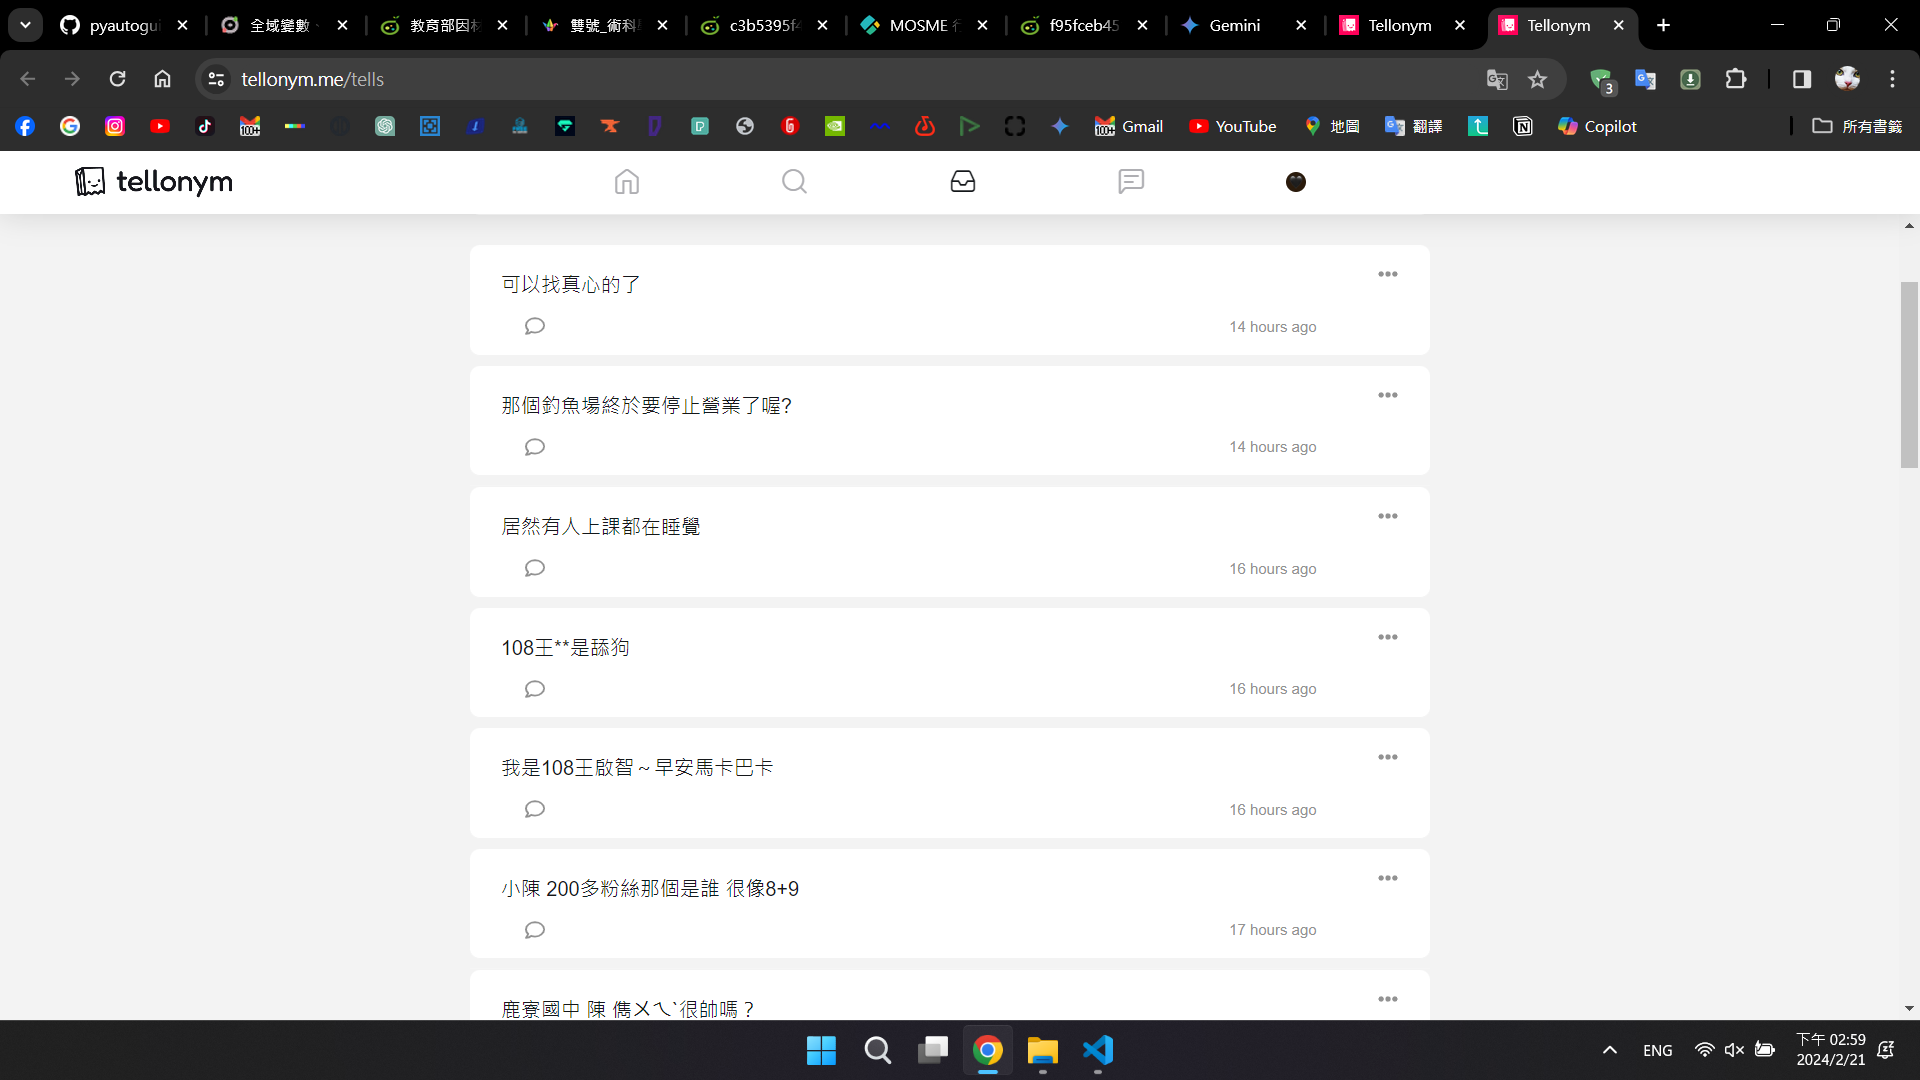 pyautogui
全域變數
教育部因材
雙號_術科
c3b5395f4
MOSME 行
f95fceb45
Gemini
Tellonym
Tellonym
tellonym.me/tells
3
Gmail
YouTube
地圖
翻譯
Copilot
所有書籤
tellonym
可以找真心的了
14 hours ago
那個釣魚場終於要停止營業了喔?
14 hours ago
居然有人上課都在睡覺
16 hours ago
108王**是舔狗
16 hours ago
我是108王啟智～早安馬卡巴卡
16 hours ago
小陳 200多粉絲那個是誰 很像8+9
17 hours ago
鹿寮國中 陳 儁ㄨㄟˋ很帥嗎？
ENG
下午 02:59
2024/2/21